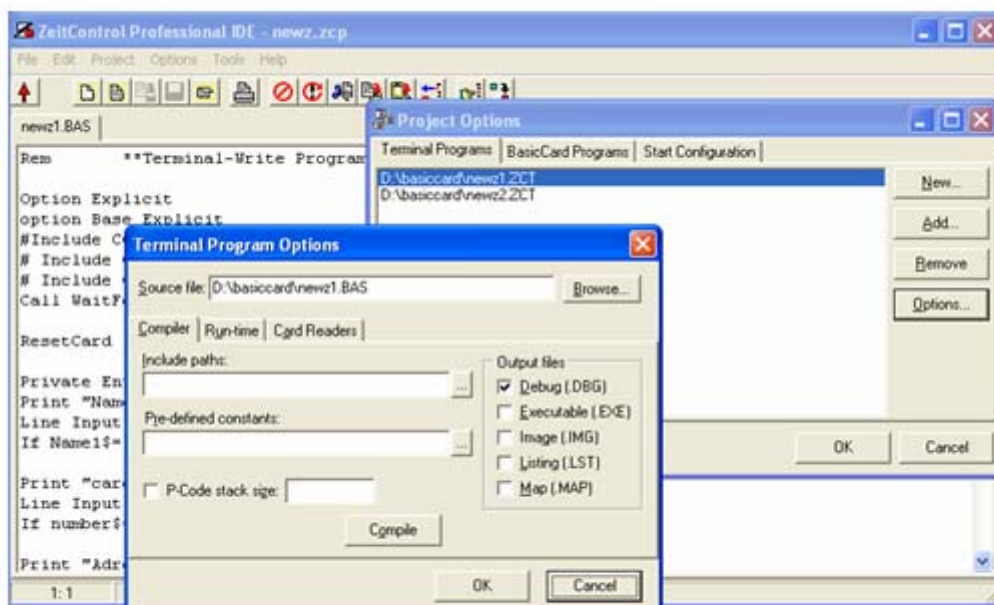 ZeitControl Professional IDE - newz.zcp
File Edit Project Options Tools Help
newz1.BAS
Rem **Terminal-Write Program
Option Explicit
option Base Explicit
#Include
# Include
# Include
Call
ResetCard
Private
Print "Name
Line Input
If Name1$=
Print
Line Input
If number$
Print
1: 1
Project Options
Terminal Programs BasicCard Programs Start Configuration
D:\basiccard\newz1.ZCT
D:\basiccard\newz2.ZCT
New...
Add...
Remove
Options...
OK Cancel
Terminal Program Options
Source file: D:\basiccard\newz1.BAS Browse...
Compiler Run-time Card Readers
Include paths:
...
Pre-defined constants:
...
P-Code stack size:
Output files
Debug (.DBG)
Executable (.EXE)
Image (.IMG)
Listing (.LST)
Map (.MAP)
Compile
OK Cancel